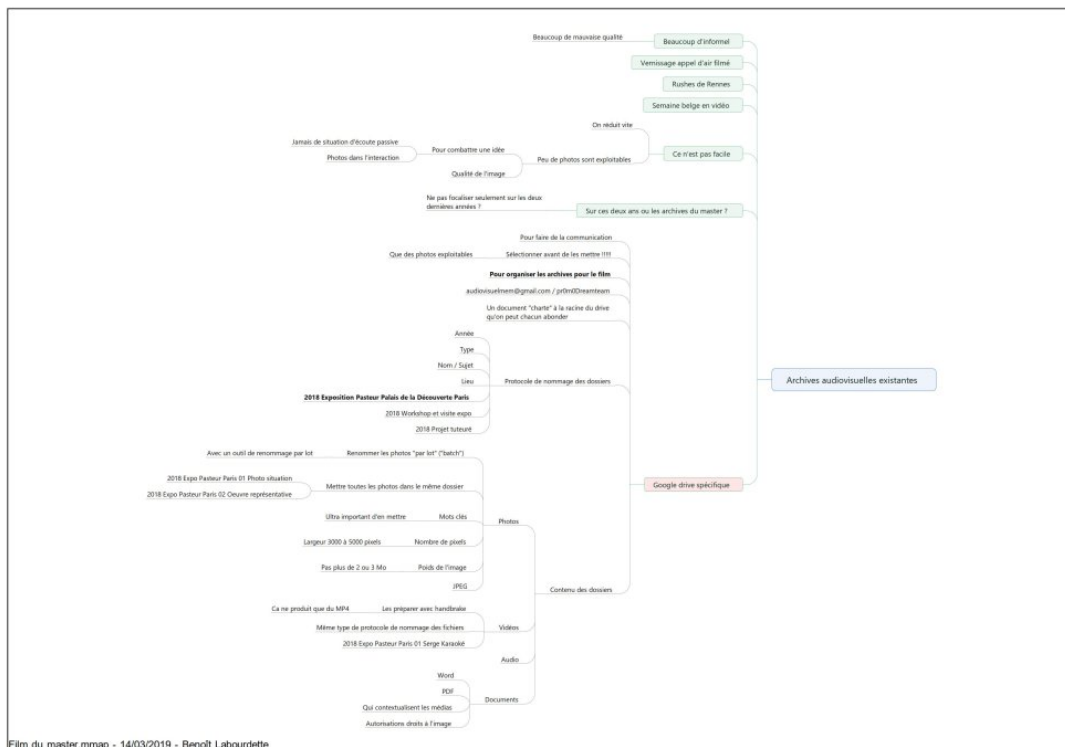 Beaucoup de mauvaise qualité
Beaucoup d'informel
Vernissage appel d'air filmé
Rushes de Rennes
Semaine belge en vidéo
On réduit vite
Jamais de situation d'écoute passive
Pour combattre une idée
Photos dans l'interaction
Peu de photos sont exploitables
Ce n'est pas facile
Qualité de l'image
Ne pas focaliser seulement sur les deux
dernières années ?
Sur ces deux ans ou les archives du master ?
Pour faire de la communication
Que des photos exploitables
Sélectionner avant de les mettre !!!!!
Pour organiser les archives pour le film
audiovisuelmem@gmail.com / pr0m0Dreamteam
Un document "charte" à la racine du drive
qu'on peut chacun abonder
Année
Type
Nom / Sujet
Lieu
Protocole de nommage des dossiers
2018 Exposition Pasteur Palais de la Découverte Paris
2018 Workshop et visite expo
2018 Projet tuteuré
Archives audiovisuelles existantes
Avec un outil de renommage par lot
Renommer les photos "par lot" ("batch")
2018 Expo Pasteur Paris 01 Photo situation
Mettre toutes les photos dans le même dossier
2018 Expo Pasteur Paris 02 Oeuvre représentative
Google drive spécifique
Ultra important d'en mettre
Mots clés
Photos
Largeur 3000 à 5000 pixels
Nombre de pixels
Pas plus de 2 ou 3 Mo
Poids de l'image
JPEG
Contenu des dossiers
Ca ne produit que du MP4
Les préparer avec handbrake
Même type de protocole de nommage des fichiers
Vidéos
2018 Expo Pasteur Paris 01 Serge Karaoké
Audio
Word
PDF
Documents
Qui contextualisent les médias
Autorisations droits à l'image
Film du master.mmap - 14/03/2019 - Benoît Labourdette